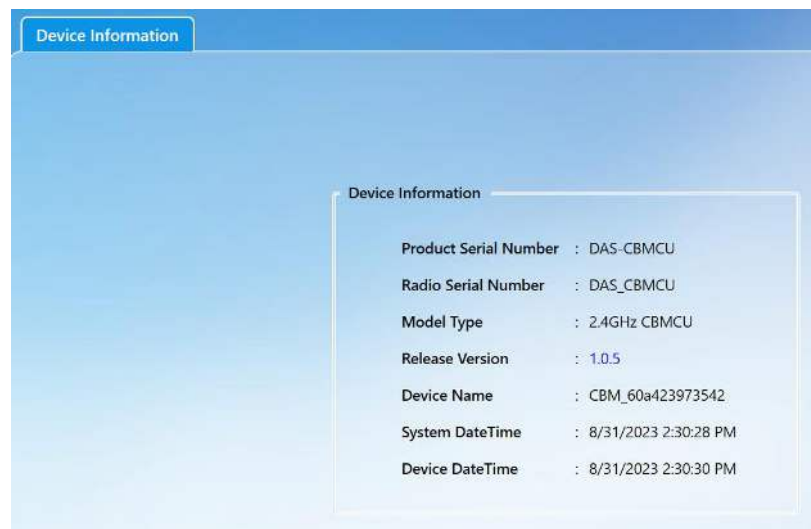 Device Information
Device Information
Product Serial Number : DAS-CBMCU
Radio Serial Number : DAS_CBMCU
Model Type : 2.4GHz CBMCU
Release Version : 1.0.5
Device Name : CBM_60a423973542
System DateTime : 8/31/2023 2:30:28 PM
Device DateTime : 8/31/2023 2:30:30 PM